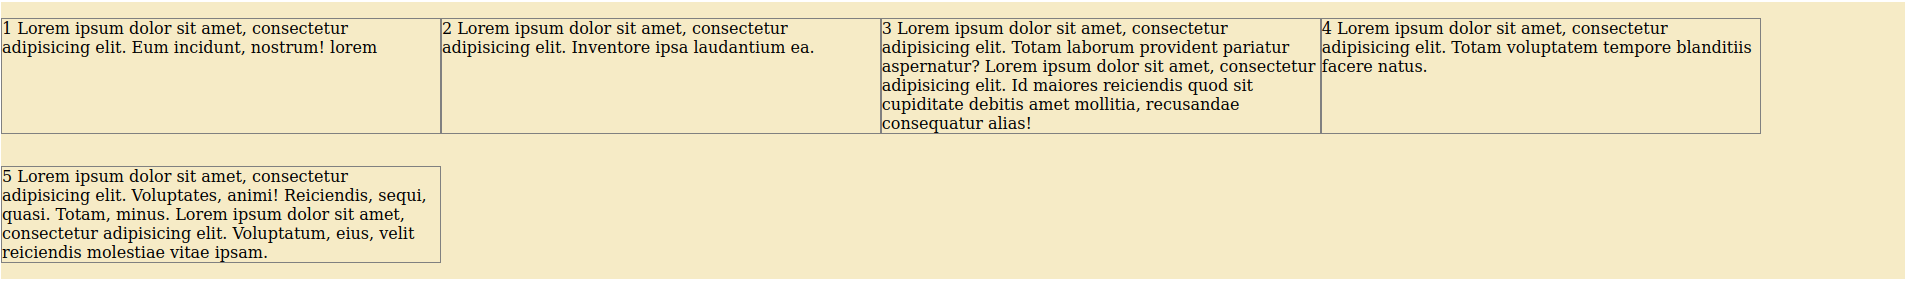 1 Lorem ipsum dolor sit amet, consectetur
adipisicing elit. Eum incidunt, nostrum! lorem
2 Lorem ipsum dolor sit amet, consectetur
adipisicing elit. Inventore ipsa laudantium ea.
3 Lorem ipsum dolor sit amet, consectetur
adipisicing elit. Totam laborum provident pariatur
aspernatur? Lorem ipsum dolor sit amet, consectetur
adipisicing elit. Id maiores reiciendis quod sit
cupiditate debitis amet mollitia, recusandae
consequatur alias!
4 Lorem ipsum dolor sit amet, consectetur
adipisicing elit. Totam voluptatem tempore blanditiis
facere natus.
5 Lorem ipsum dolor sit amet, consectetur
adipisicing elit. Voluptates, animi! Reiciendis, sequi,
quasi. Totam, minus. Lorem ipsum dolor sit amet,
consectetur adipisicing elit. Voluptatum, eius, velit
reiciendis molestiae vitae ipsam.